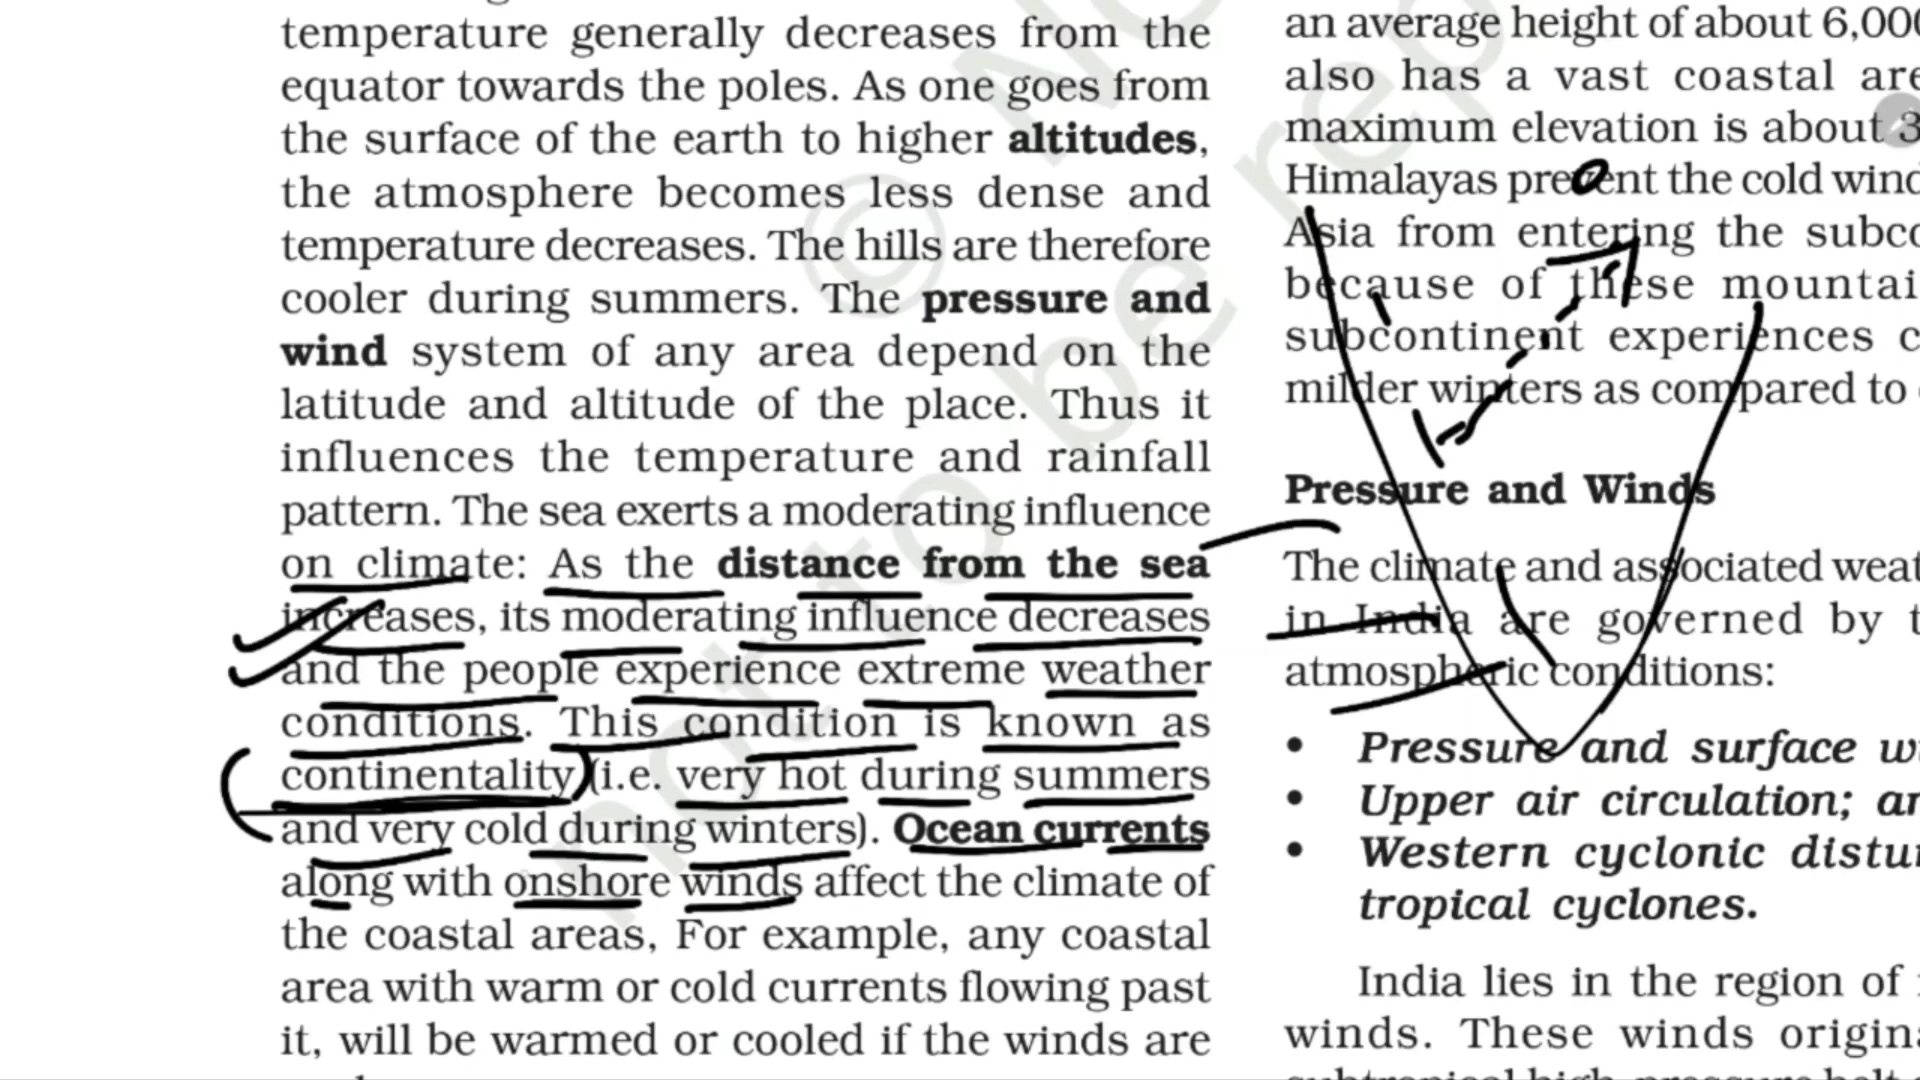 temperature generally decreases from the
equator towards the poles. As one goes from
the surface of the earth to higher altitudes,
the atmosphere becomes less dense and
temperature decreases. The hills are therefore
cooler during summers. The pressure and
wind system of any area depend on the
latitude and altitude of the place. Thus it
influences the temperature and rainfall
pattern. The sea exerts a moderating influence
on climate: As the distance from the sea
increases, its moderating influence decreases
and the people experience extreme weather
conditions. This condition is known as
continentality (i.e. very hot during summers
and very cold during winters). Ocean currents
along with onshore winds affect the climate of
the coastal areas, For example, any coastal
area with warm or cold currents flowing past
it, will be warmed or cooled if the winds are
an average height of about 6,000
also has a vast coastal are
maximum elevation is about 3
Himalayas prevent the cold wind
Asia from entering the subco
because of these mountai
subcontinent experiences c
milder winters as compared to
Pressure and Winds
The climate and associated weat
in India are governed by t
atmospheric conditions:
• Pressure and surface wi
• Upper air circulation; an
• Western cyclonic distu
tropical cyclones.
India lies in the region of
winds. These winds origina
© not to be rep